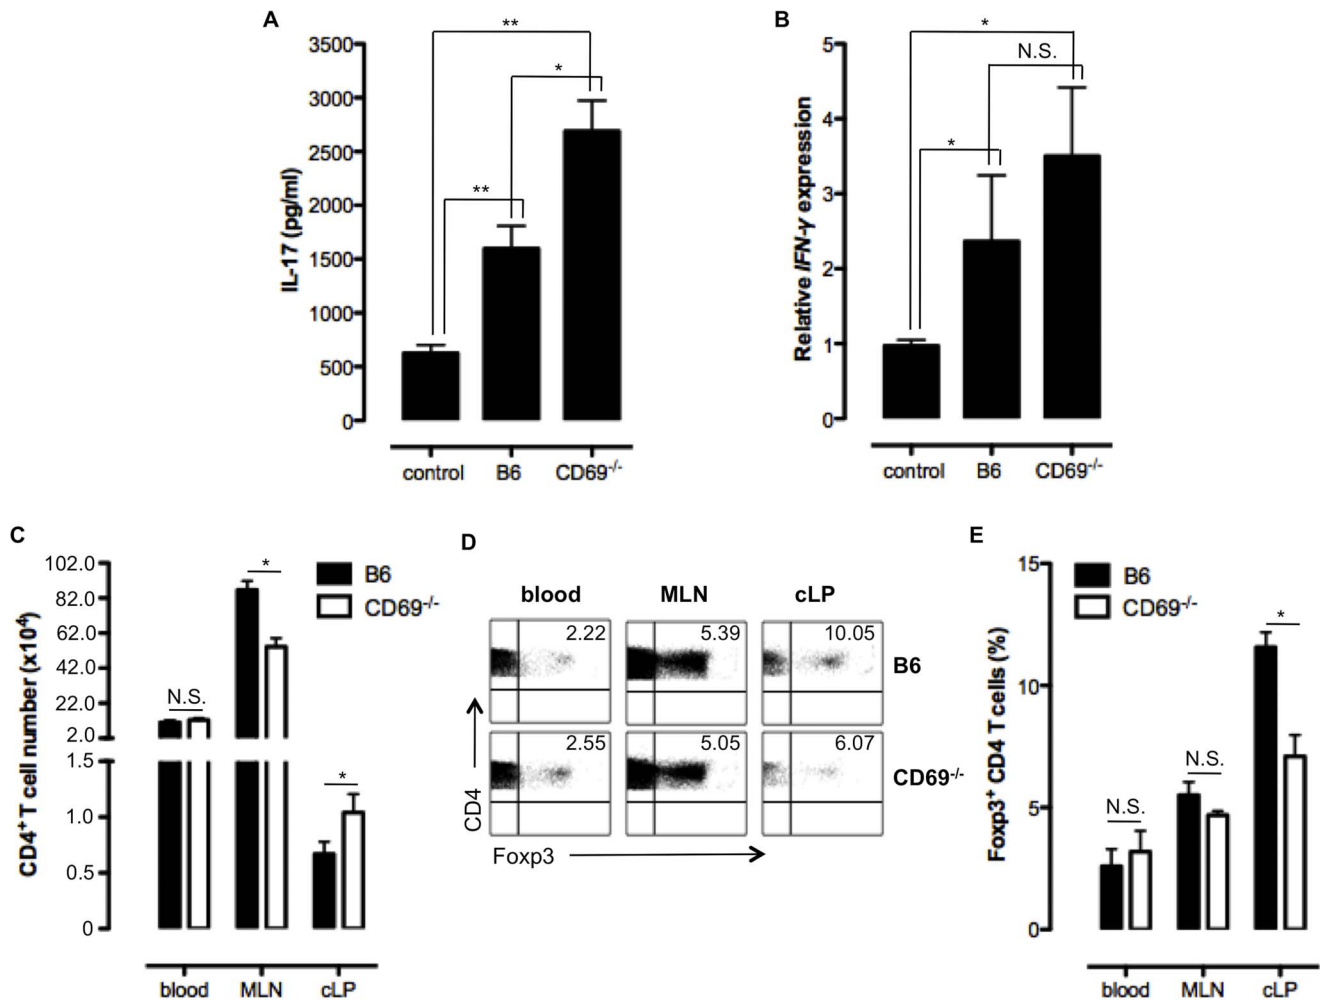 A
**
*
**
3500
3000
2500
2000
1500
1000
500
0
IL-17 (pg/ml)
control B6 CD69-/-
B
*
N.S.
*
5
4
3
2
1
0
Relative IFN-γ expression
control B6 CD69-/-
C
102.0
82.0
62.0
42.0
22.0
2.0
1.5
1.0
0.5
0
CD4+ T cell number (x10⁴)
B6
CD69-/-
N.S.
*
*
blood MLN cLP
D
blood MLN cLP
2.22 5.39 10.05
B6
2.55 5.05 6.07
CD69-/-
CD4
Foxp3
E
15
10
5
0
Foxp3+ CD4 T cells (%)
B6
CD69-/-
N.S.
N.S.
*
blood MLN cLP